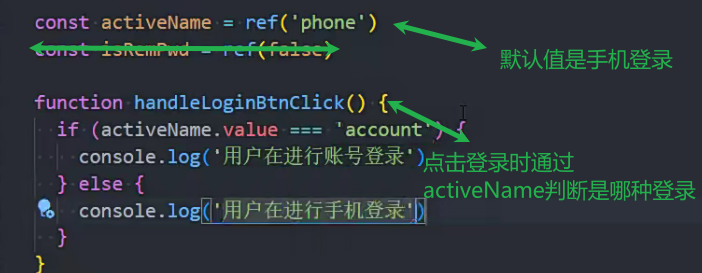 const activeName = ref('phone')
const isRemPwd = ref(false)
默认值是手机登录
function handleLoginBtnClick() {
if (activeName.value === 'account') {
console.log('用户在进行账号登录')
点击登录时通过
activeName判断是哪种登录
} else {
console.log('用户在进行手机登录')
}
}